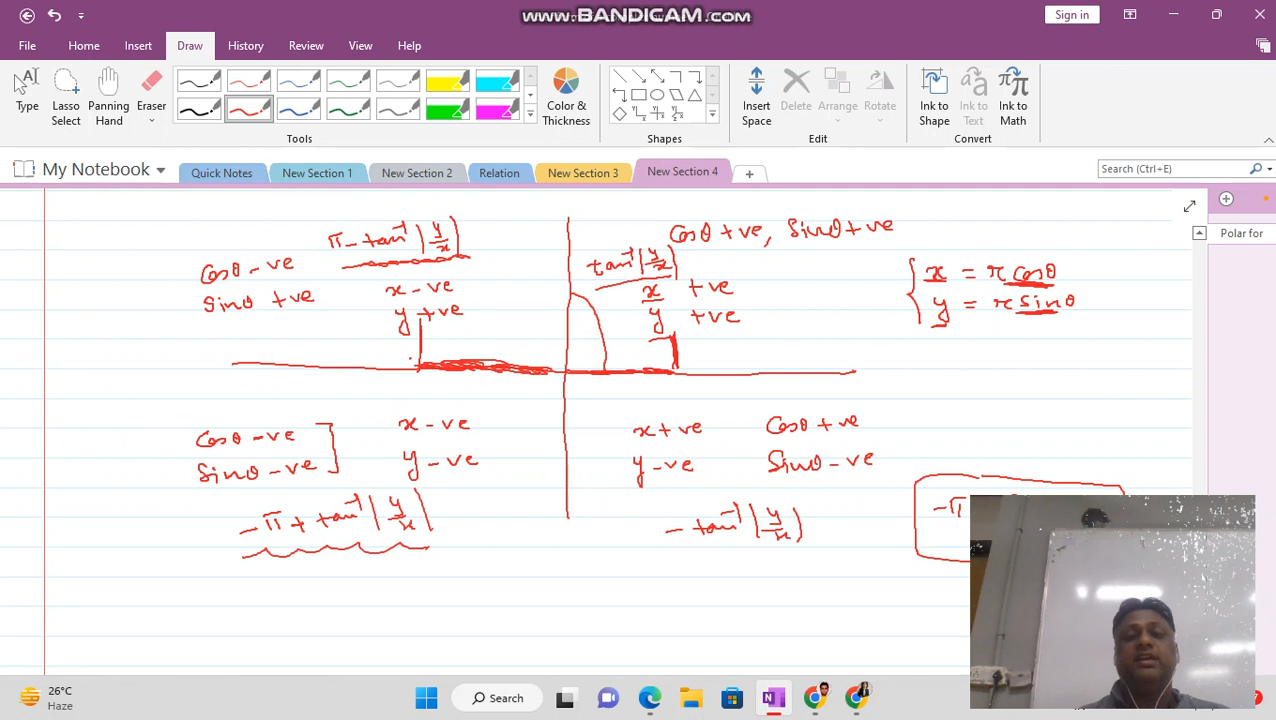 www.BANDICAM.com
Sign in
File Home Insert Draw History Review View Help
Type
Lasso Select
Panning Hand
Eraser
Color & Thickness
Insert Space
Delete
Arrange
Rotate
Ink to Shape
Ink to Text
Ink to Math
Tools
Shapes
Edit
Convert
My Notebook
Quick Notes
New Section 1
New Section 2
Relation
New Section 3
New Section 4
Search (Ctrl+E)
Polar for
π - tan⁻¹|y/x|
cosθ -ve
sinθ +ve
x -ve
y +ve
cosθ +ve, sinθ +ve
tan⁻¹|y/x|
x +ve
y +ve
x = r cosθ
y = r sinθ
cosθ -ve
sinθ -ve
x -ve
y -ve
-π + tan⁻¹|y/x|
x +ve
y -ve
cosθ +ve
sinθ -ve
- tan⁻¹|y/x|
-π
26°C
Haze
Search